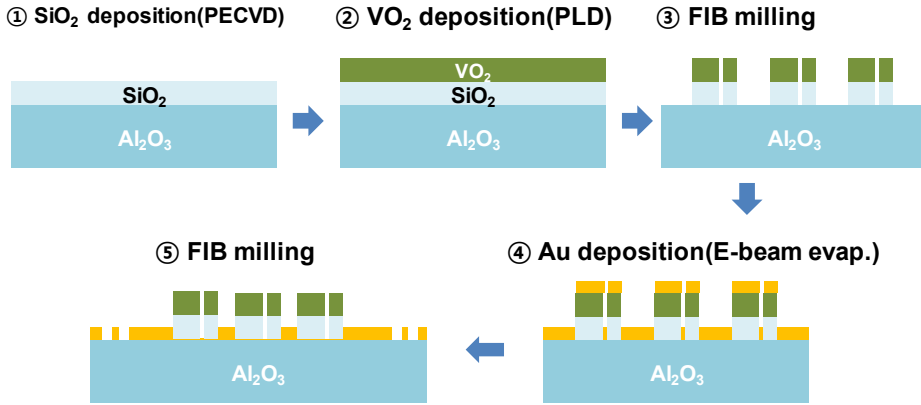 ① SiO₂ deposition(PECVD)
② VO₂ deposition(PLD)
③ FIB milling
VO₂
SiO₂
SiO₂
Al₂O₃
Al₂O₃
⑤ FIB milling
④ Au deposition(E-beam evap.)
Al₂O₃
Al₂O₃